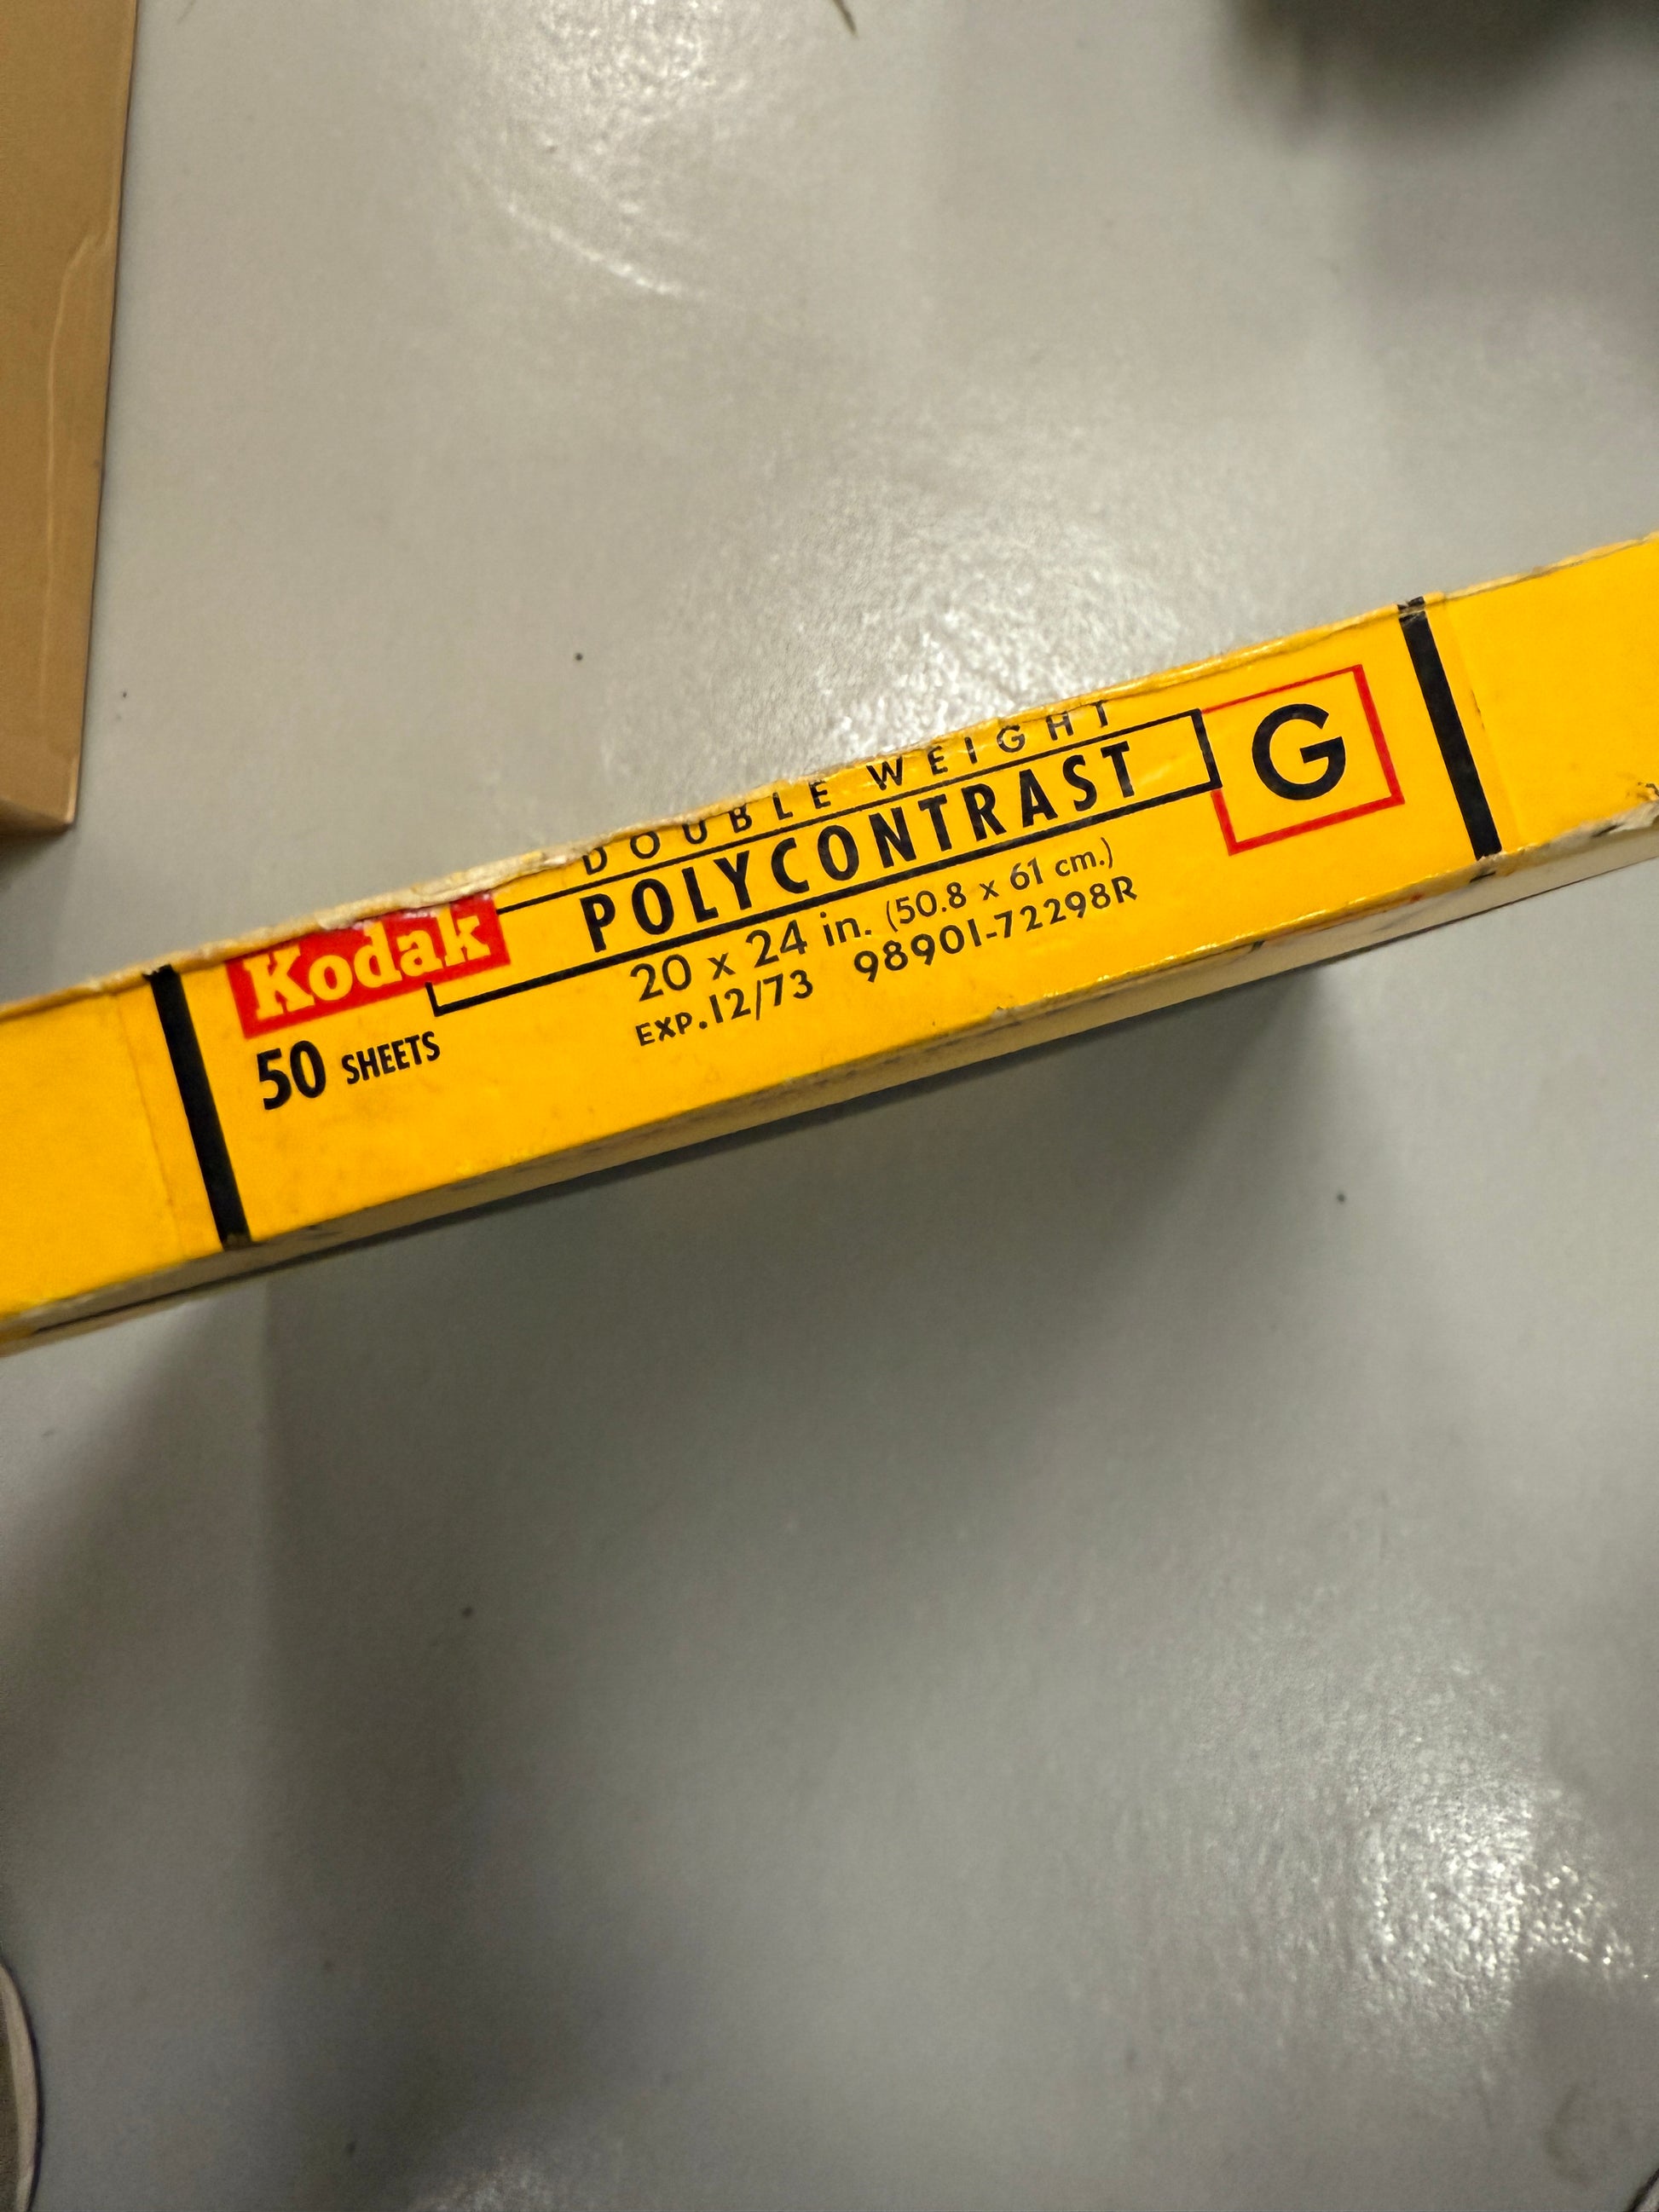 DOUBLE WEIGHT
Kodak POLYCONTRAST G
20 x 24 in. (50.8 x 61 cm.)
50 SHEETS EXP.12/73 98901-72298R